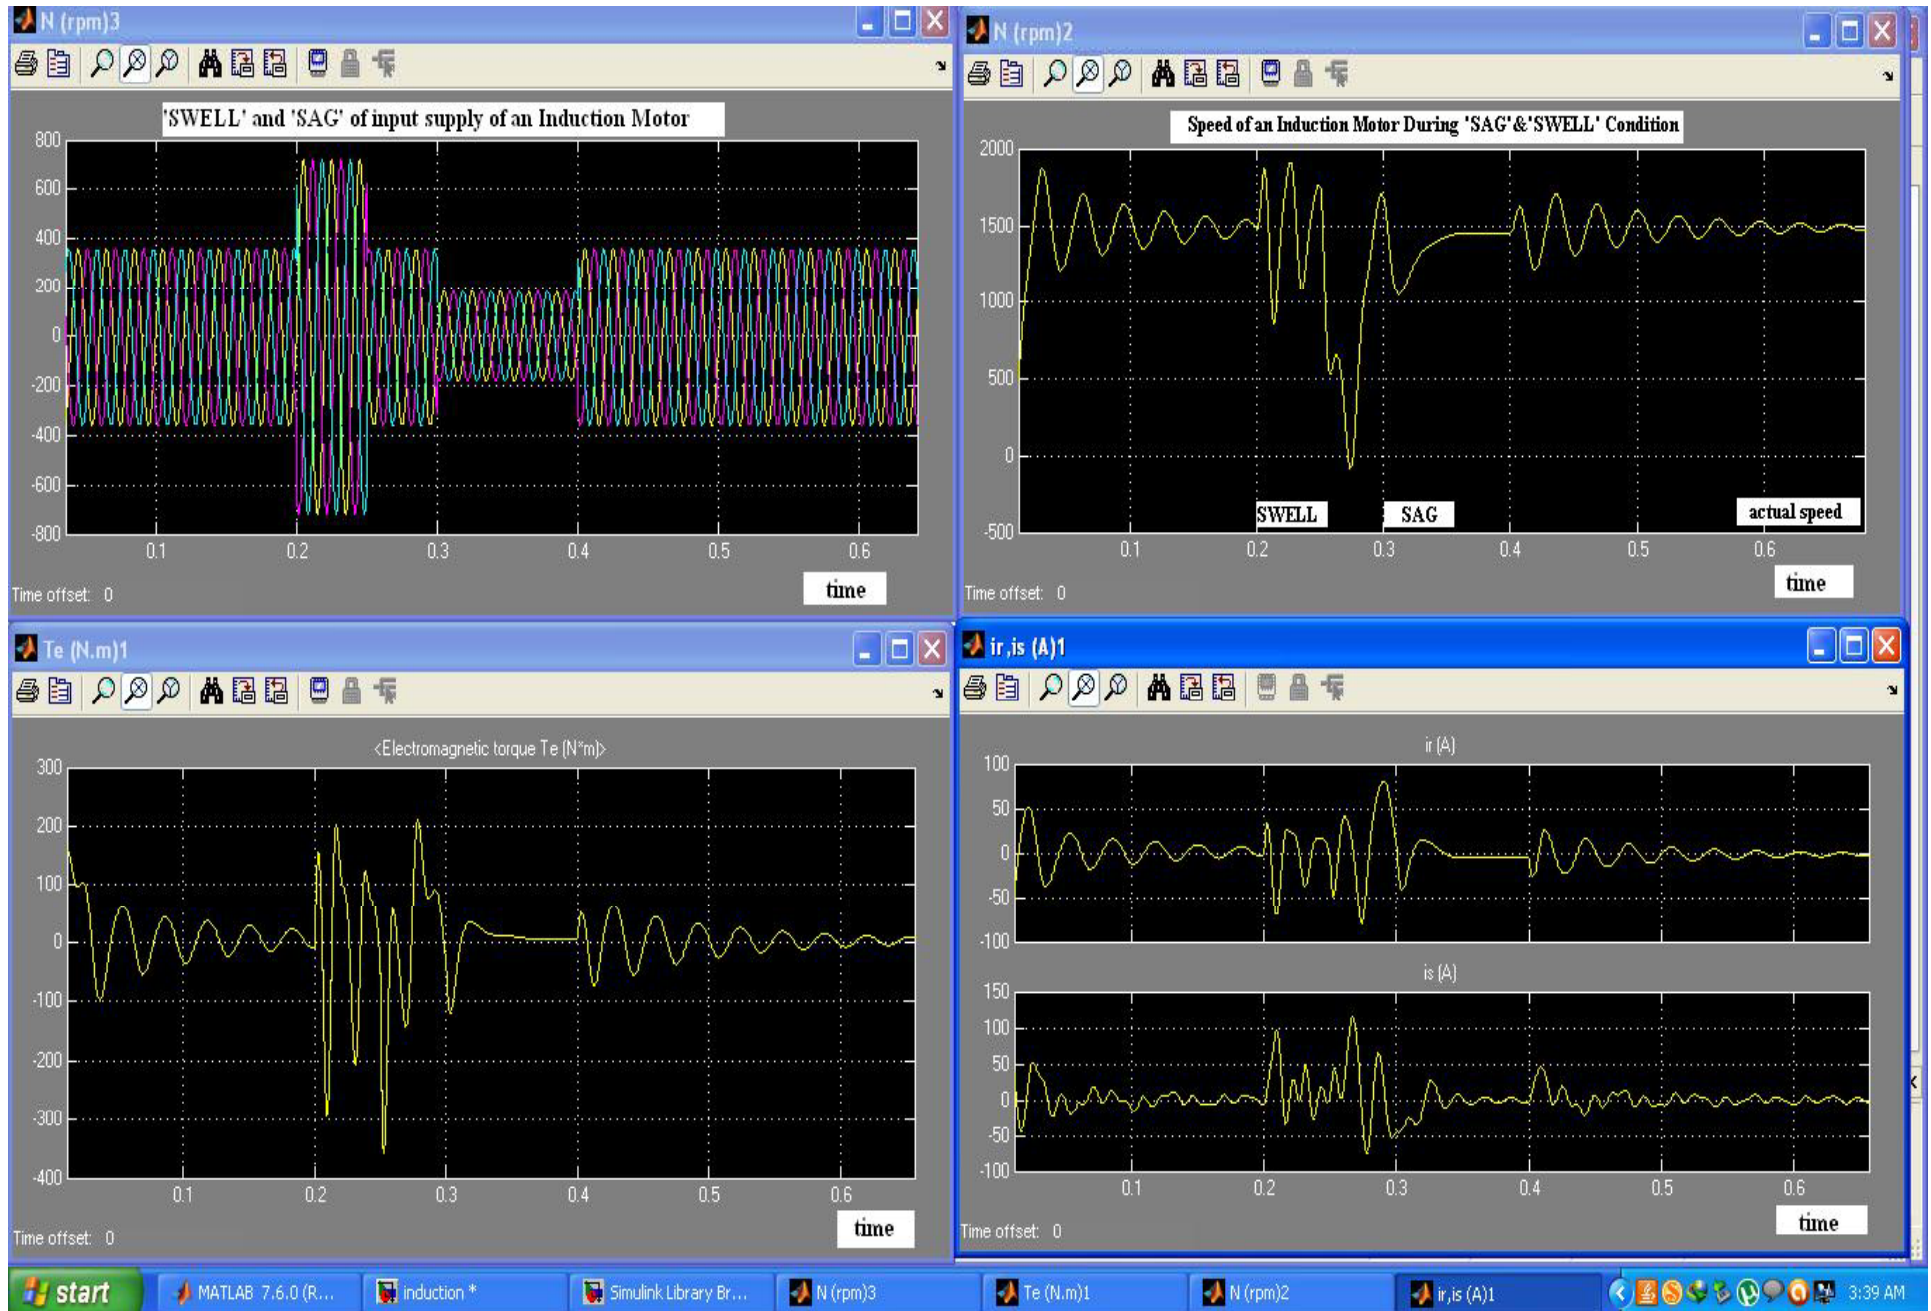 N (rpm)3
'SWELL' and 'SAG' of input supply of an Induction Motor
800
600
400
200
0
-200
-400
-600
-800
0.1 0.2 0.3 0.4 0.5 0.6
time
Time offset: 0
N (rpm)2
Speed of an Induction Motor During 'SAG'&'SWELL' Condition
2000
1500
1000
500
0
-500
SWELL SAG actual speed
0.1 0.2 0.3 0.4 0.5 0.6
time
Time offset: 0
Te (N.m)1
<Electromagnetic torque Te (N*m)>
300
200
100
0
-100
-200
-300
-400
0.1 0.2 0.3 0.4 0.5 0.6
time
Time offset: 0
ir,is (A)1
ir (A)
100
50
0
-50
-100
is (A)
150
100
50
0
-50
-100
0.1 0.2 0.3 0.4 0.5 0.6
time
Time offset: 0
start MATLAB 7.6.0 (R... induction * Simulink Library Br... N (rpm)3 Te (N.m)1 N (rpm)2 ir,is (A)1 3:39 AM